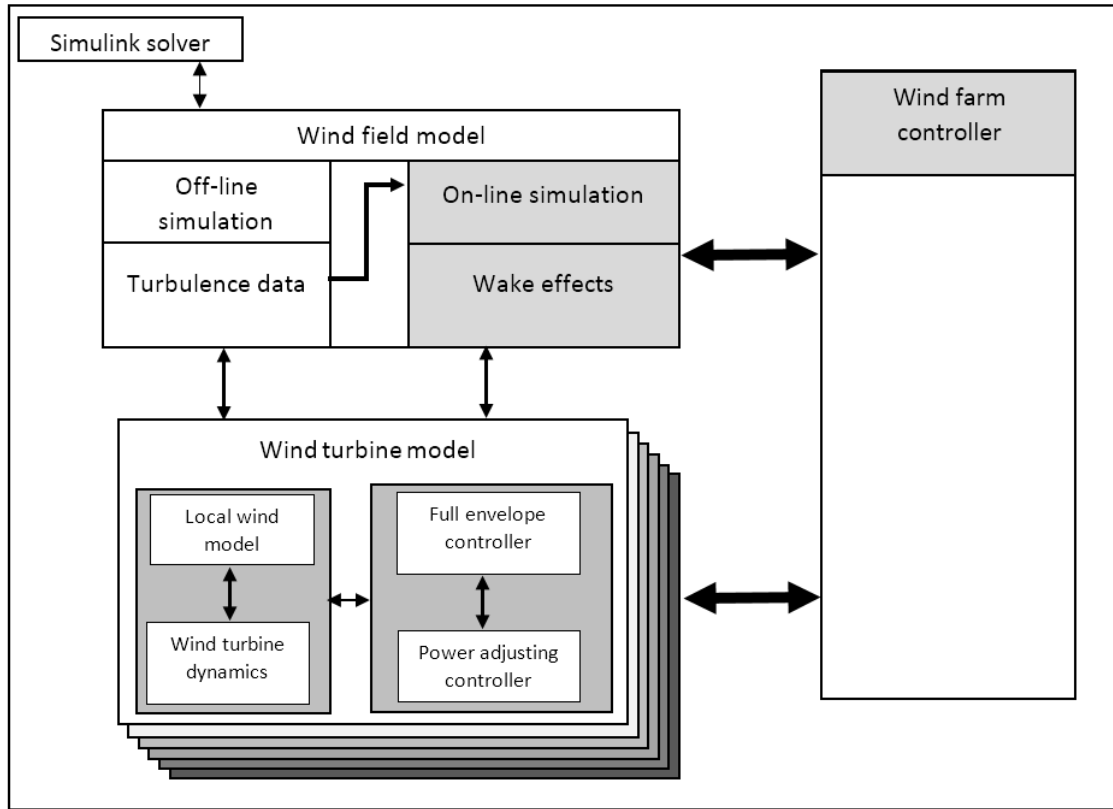 Simulink solver
Wind farm
controller
Wind field model
Off-line
simulation
On-line simulation
Turbulence data
Wake effects
Wind turbine model
Local wind
model
Full envelope
controller
Wind turbine
dynamics
Power adjusting
controller